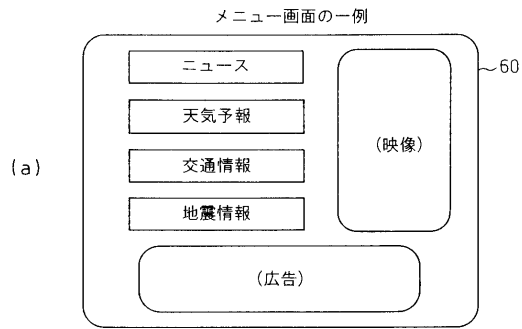 メニュー画面の一例
ニュース
60
天気予報
(映像)
(a)
交通情報
地震情報
(広告)